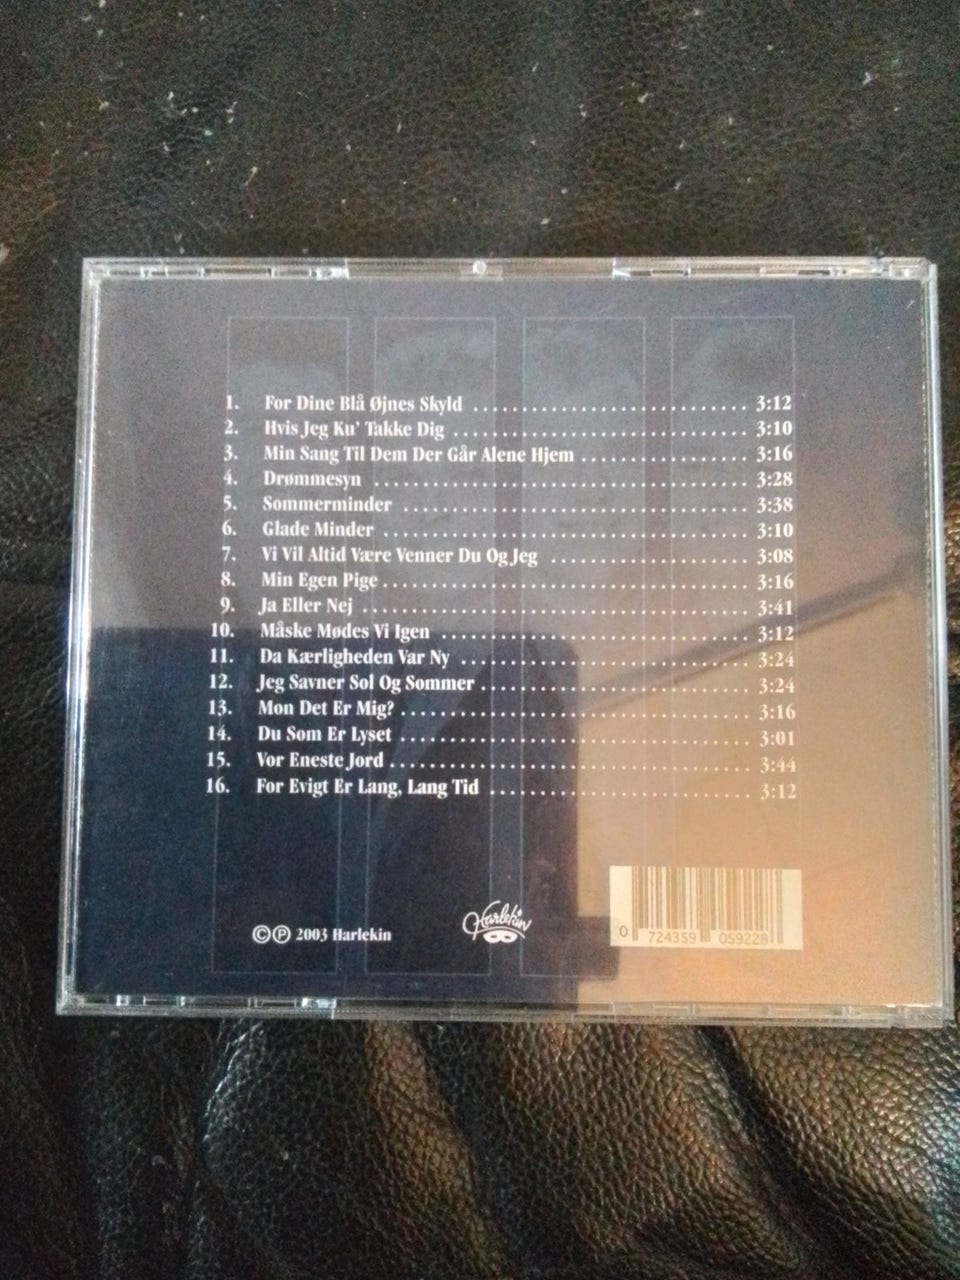 1. For Dine Blå Øjnes Skyld ............................ 3:12
2. Hvis Jeg Ku' Takke Dig .............................. 3:10
3. Min Sang Til Dem Der Går Alene Hjem ................. 3:16
4. Drømmesyn ....................................... 3:28
5. Sommerminder ................................... 3:38
6. Glade Minder ..................................... 3:10
7. Vi Vil Altid Være Venner Du Og Jeg .................... 3:08
8. Min Egen Pige ..................................... 3:16
9. Ja Eller Nej ....................................... 3:41
10. Måske Mødes Vi Igen ............................... 3:12
11. Da Kærligheden Var Ny ............................. 3:24
12. Jeg Savner Sol Og Sommer ........................... 3:24
13. Mon Det Er Mig? ................................... 3:16
14. Du Som Er Lyset ................................... 3:01
15. Vor Eneste Jord .................................... 3:44
16. For Evigt Er Lang, Lang Tid .......................... 3:12
©℗ 2003 Harlekin
Harlekin
0 724359 059228